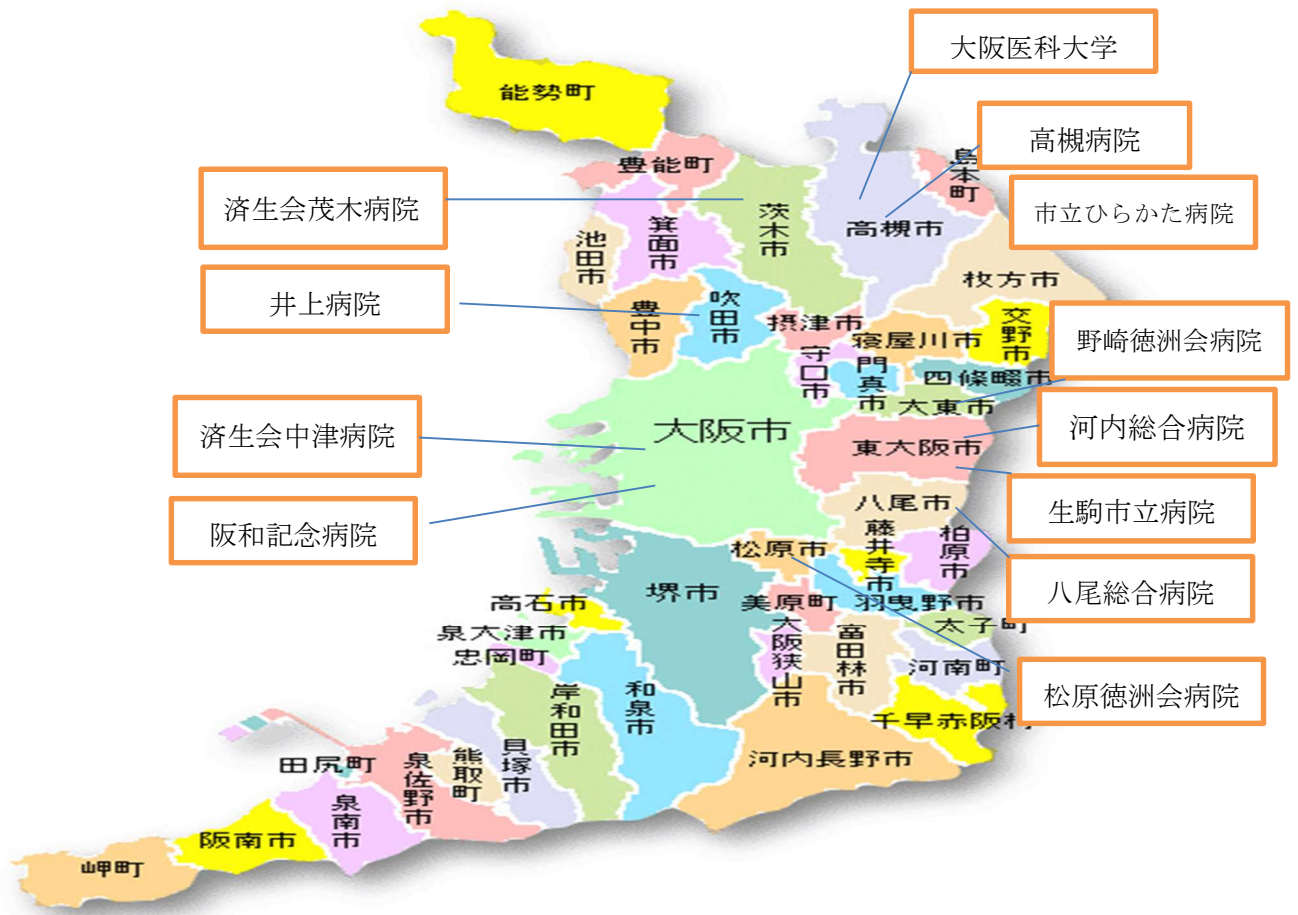 大阪医科大学
能勢町
高槻病院
豊能町
島本町
済生会茂木病院
市立ひらかた病院
茨木市
高槻市
箕面市
池田市
枚方市
井上病院
吹田市
豊中市
摂津市
交野市
寝屋川市
野崎徳洲会病院
守口市
門真市
四條畷市
大東市
済生会中津病院
大阪市
東大阪市
河内総合病院
八尾市
生駒市立病院
阪和記念病院
松原市
藤井寺市
柏原市
堺市
美原町
羽曳野市
八尾総合病院
高石市
太子町
泉大津市
忠岡町
大阪狭山市
富田林市
河南町
松原徳洲会病院
岸和田市
和泉市
千早赤阪村
河内長野市
貝塚市
熊取町
田尻町
泉佐野市
泉南市
阪南市
岬町